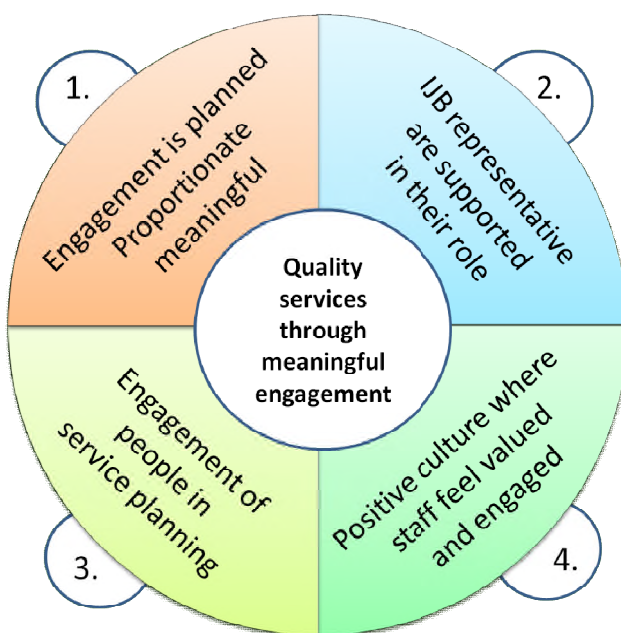 1.
Engagement is planned
Proportionate
meaningful
2.
IJB representative
are supported
in their role
Quality
services
through
meaningful
engagement
3.
Engagement of
people in
service planning
4.
Positive culture where
staff feel valued
and engaged